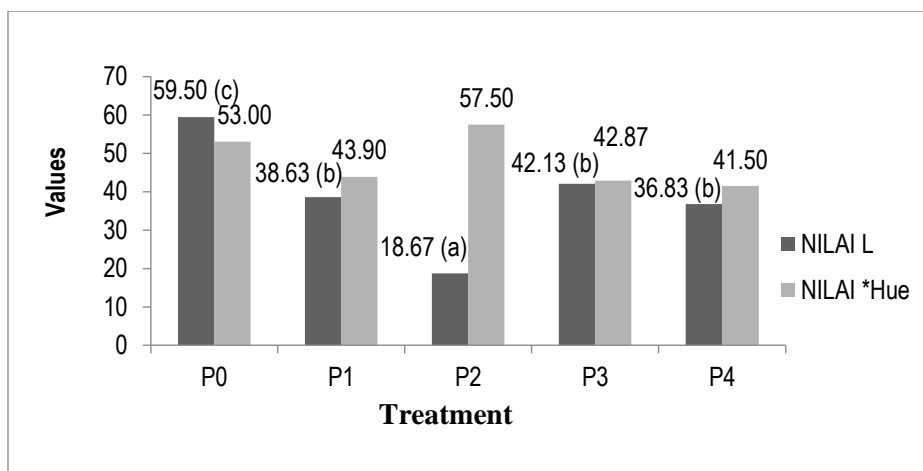 70
60
50
40
30
20
10
0
Values
59.50 (c)
53.00
38.63 (b)
43.90
18.67 (a)
57.50
42.13 (b)
42.87
36.83 (b)
41.50
P0
P1
P2
P3
P4
Treatment
NILAI L
NILAI *Hue